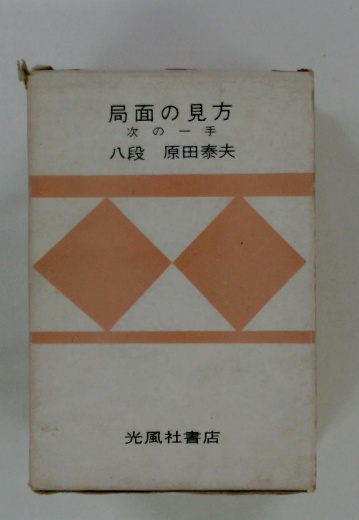 局面の見方
次の一手
八段 原田泰夫
光風社書店